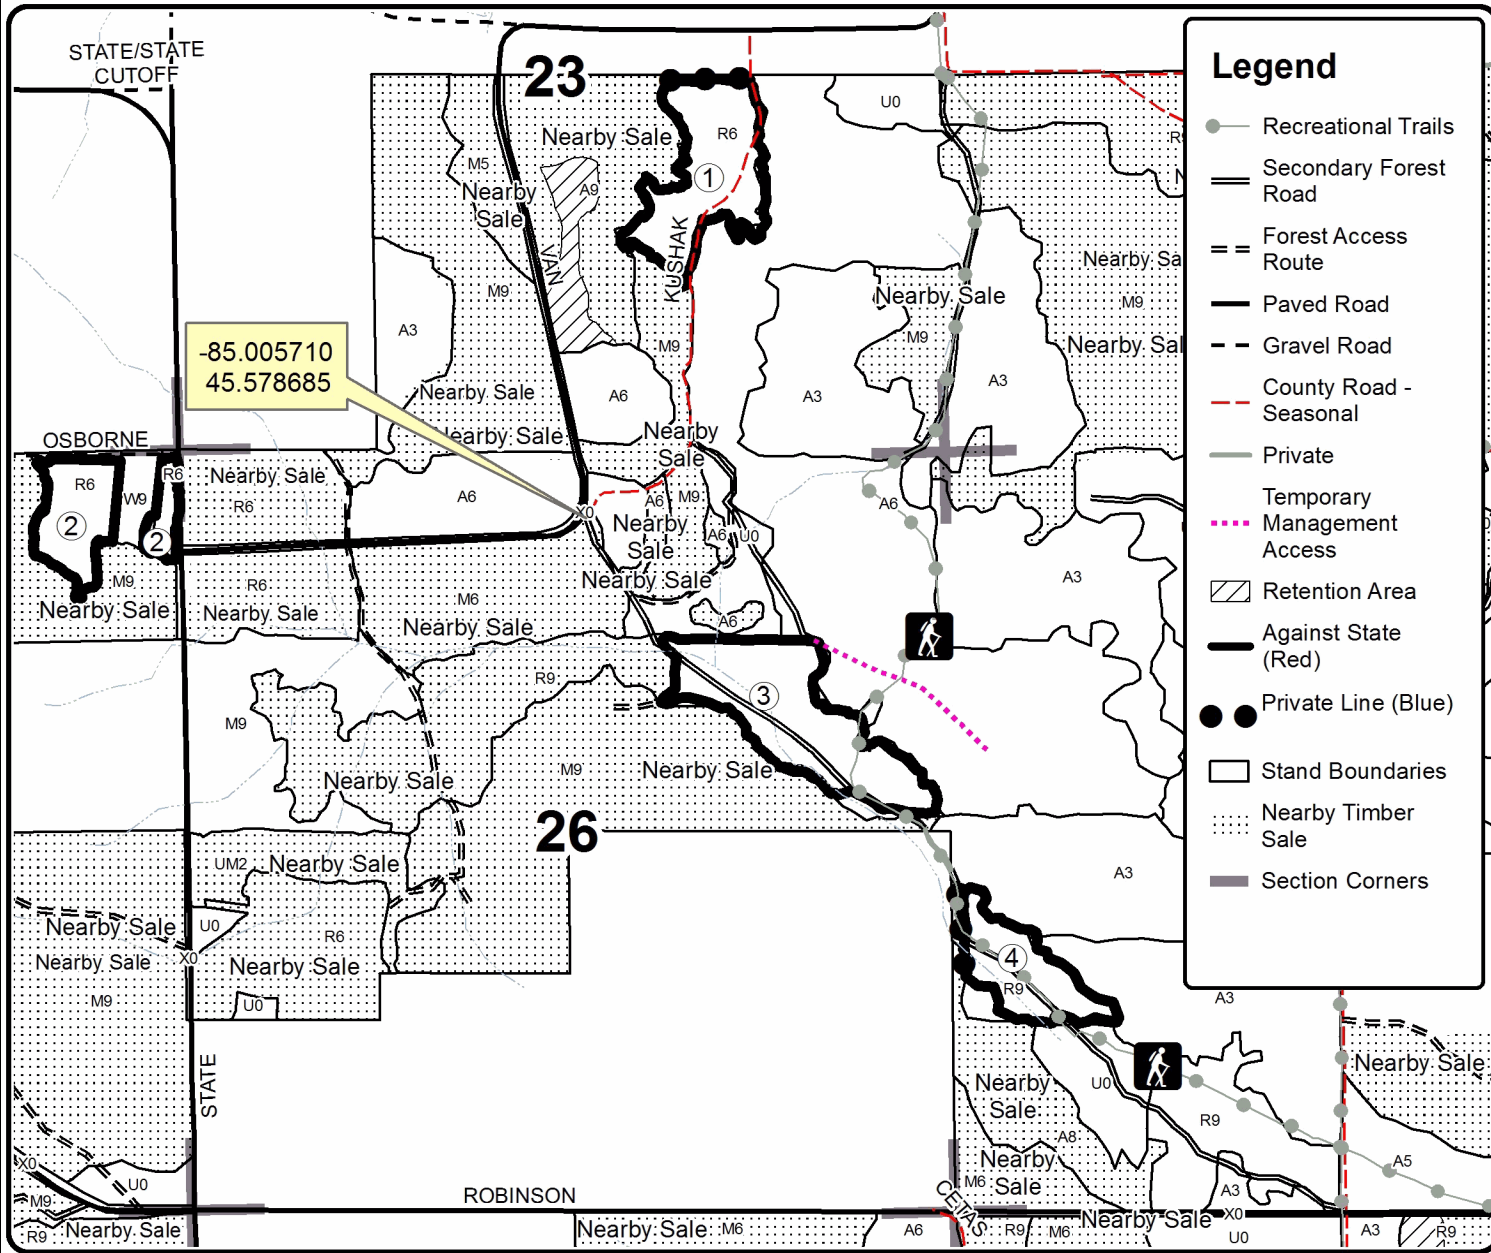 STATE/STATE
CUTOFF
23
Nearby Sale
R6
U0
M5
Nearby
Sale
A9
1
VAN
KUSHAK
M9
A3
Nearby Sale
Nearby Sa
M9
M9
M9
Nearby Sal
-85.005710
45.578685
A6
A3
A3
Nearby Sale
Nearby Sale
Nearby
Sale
OSBORNE
R6
W9
R6
Nearby Sale
R6
2
2
A6
X0
A6
M9
Nearby
Sale
A6
U0
A6
A3
M9
Nearby Sale
R6
Nearby Sale
M6
Nearby Sale
Nearby Sale
A6
R9
3
M9
Nearby Sale
M9
Nearby Sale
26
UM2
Nearby Sale
A3
Nearby Sale
Nearby Sale
U0
R6
X0
Nearby Sale
M9
U0
4
R9
A3
STATE
Nearby
Sale
U0
Nearby Sale
R9
A8
A5
Nearby
Sale
M6
X0
U0
M9
R9
Nearby Sale
ROBINSON
CETAS
A3
Nearby Sale
M6
A6
R9
M6
Nearby Sale
X0
U0
A3
R9
Legend
Recreational Trails
Secondary Forest
Road
Forest Access
Route
Paved Road
Gravel Road
County Road -
Seasonal
Private
Temporary
Management
Access
Retention Area
Against State
(Red)
Private Line (Blue)
Stand Boundaries
Nearby Timber
Sale
Section Corners